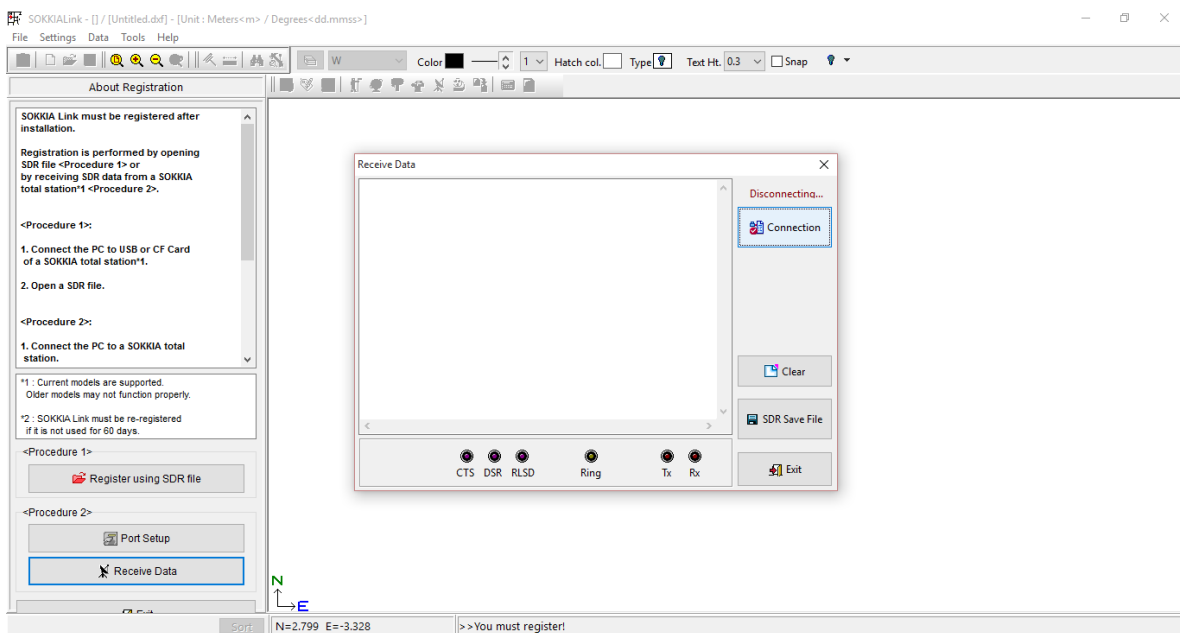 SOKKIALink - [] / [Untitled.dxf] - [Unit : Meters<m> / Degrees<dd.mmss>]
File Settings Data Tools Help
W Color 1 Hatch col. Type Text Ht. 0.3 Snap
About Registration
SOKKIA Link must be registered after
installation.
Registration is performed by opening
SDR file <Procedure 1> or
by receiving SDR data from a SOKKIA
total station*1 <Procedure 2>.
<Procedure 1>:
1. Connect the PC to USB or CF Card
of a SOKKIA total station*1.
2. Open a SDR file.
<Procedure 2>:
1. Connect the PC to a SOKKIA total
station.
*1 : Current models are supported.
Older models may not function properly.
*2 : SOKKIA Link must be re-registered
if it is not used for 60 days.
<Procedure 1>
Register using SDR file
<Procedure 2>
Port Setup
Receive Data
Exit
Receive Data
Disconnecting...
Connection
Clear
SDR Save File
Exit
CTS DSR RLSD Ring Tx Rx
N
E
Sort N=2.799 E=-3.328 >>You must register!